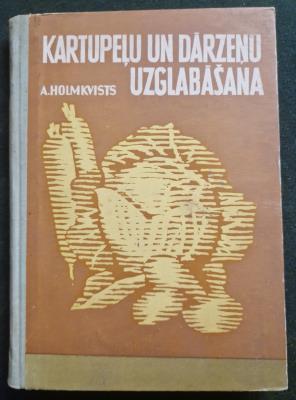 KARTUPEĻU UN DĀRZEŅU
A.HOLMKVISTS UZGLABĀŠANA